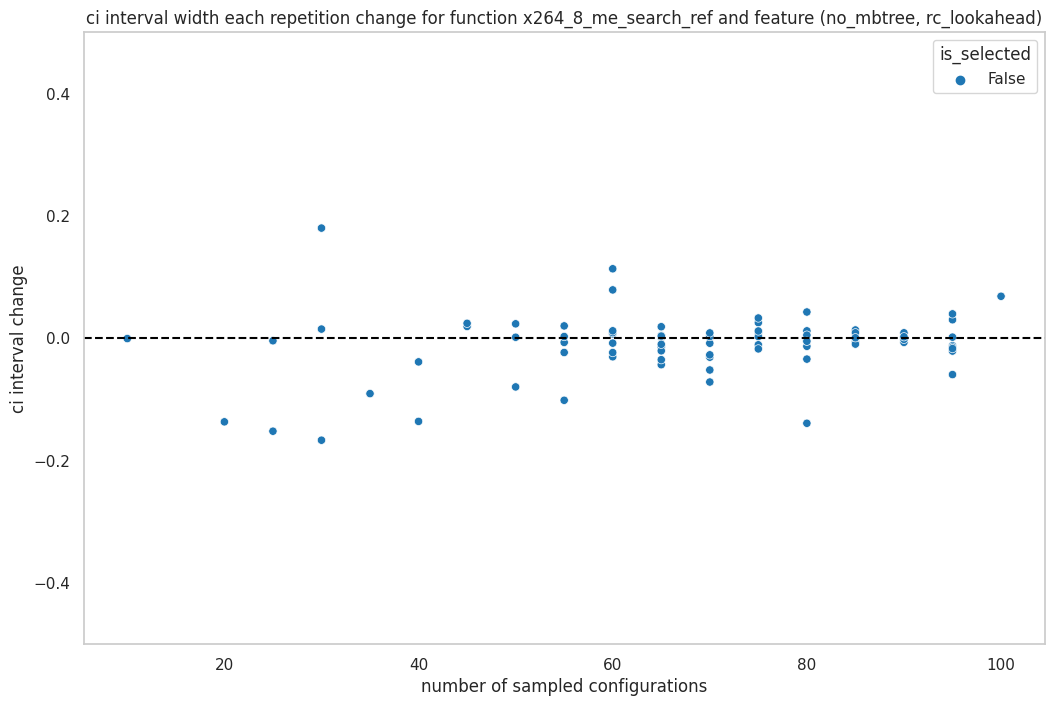 ci interval width each repetition change for function x264_8_me_search_ref and feature (no_mbtree, rc_lookahead)
is_selected
False
0.4
0.2
0.0
−0.2
−0.4
ci interval change
20 40 60 80 100
number of sampled configurations